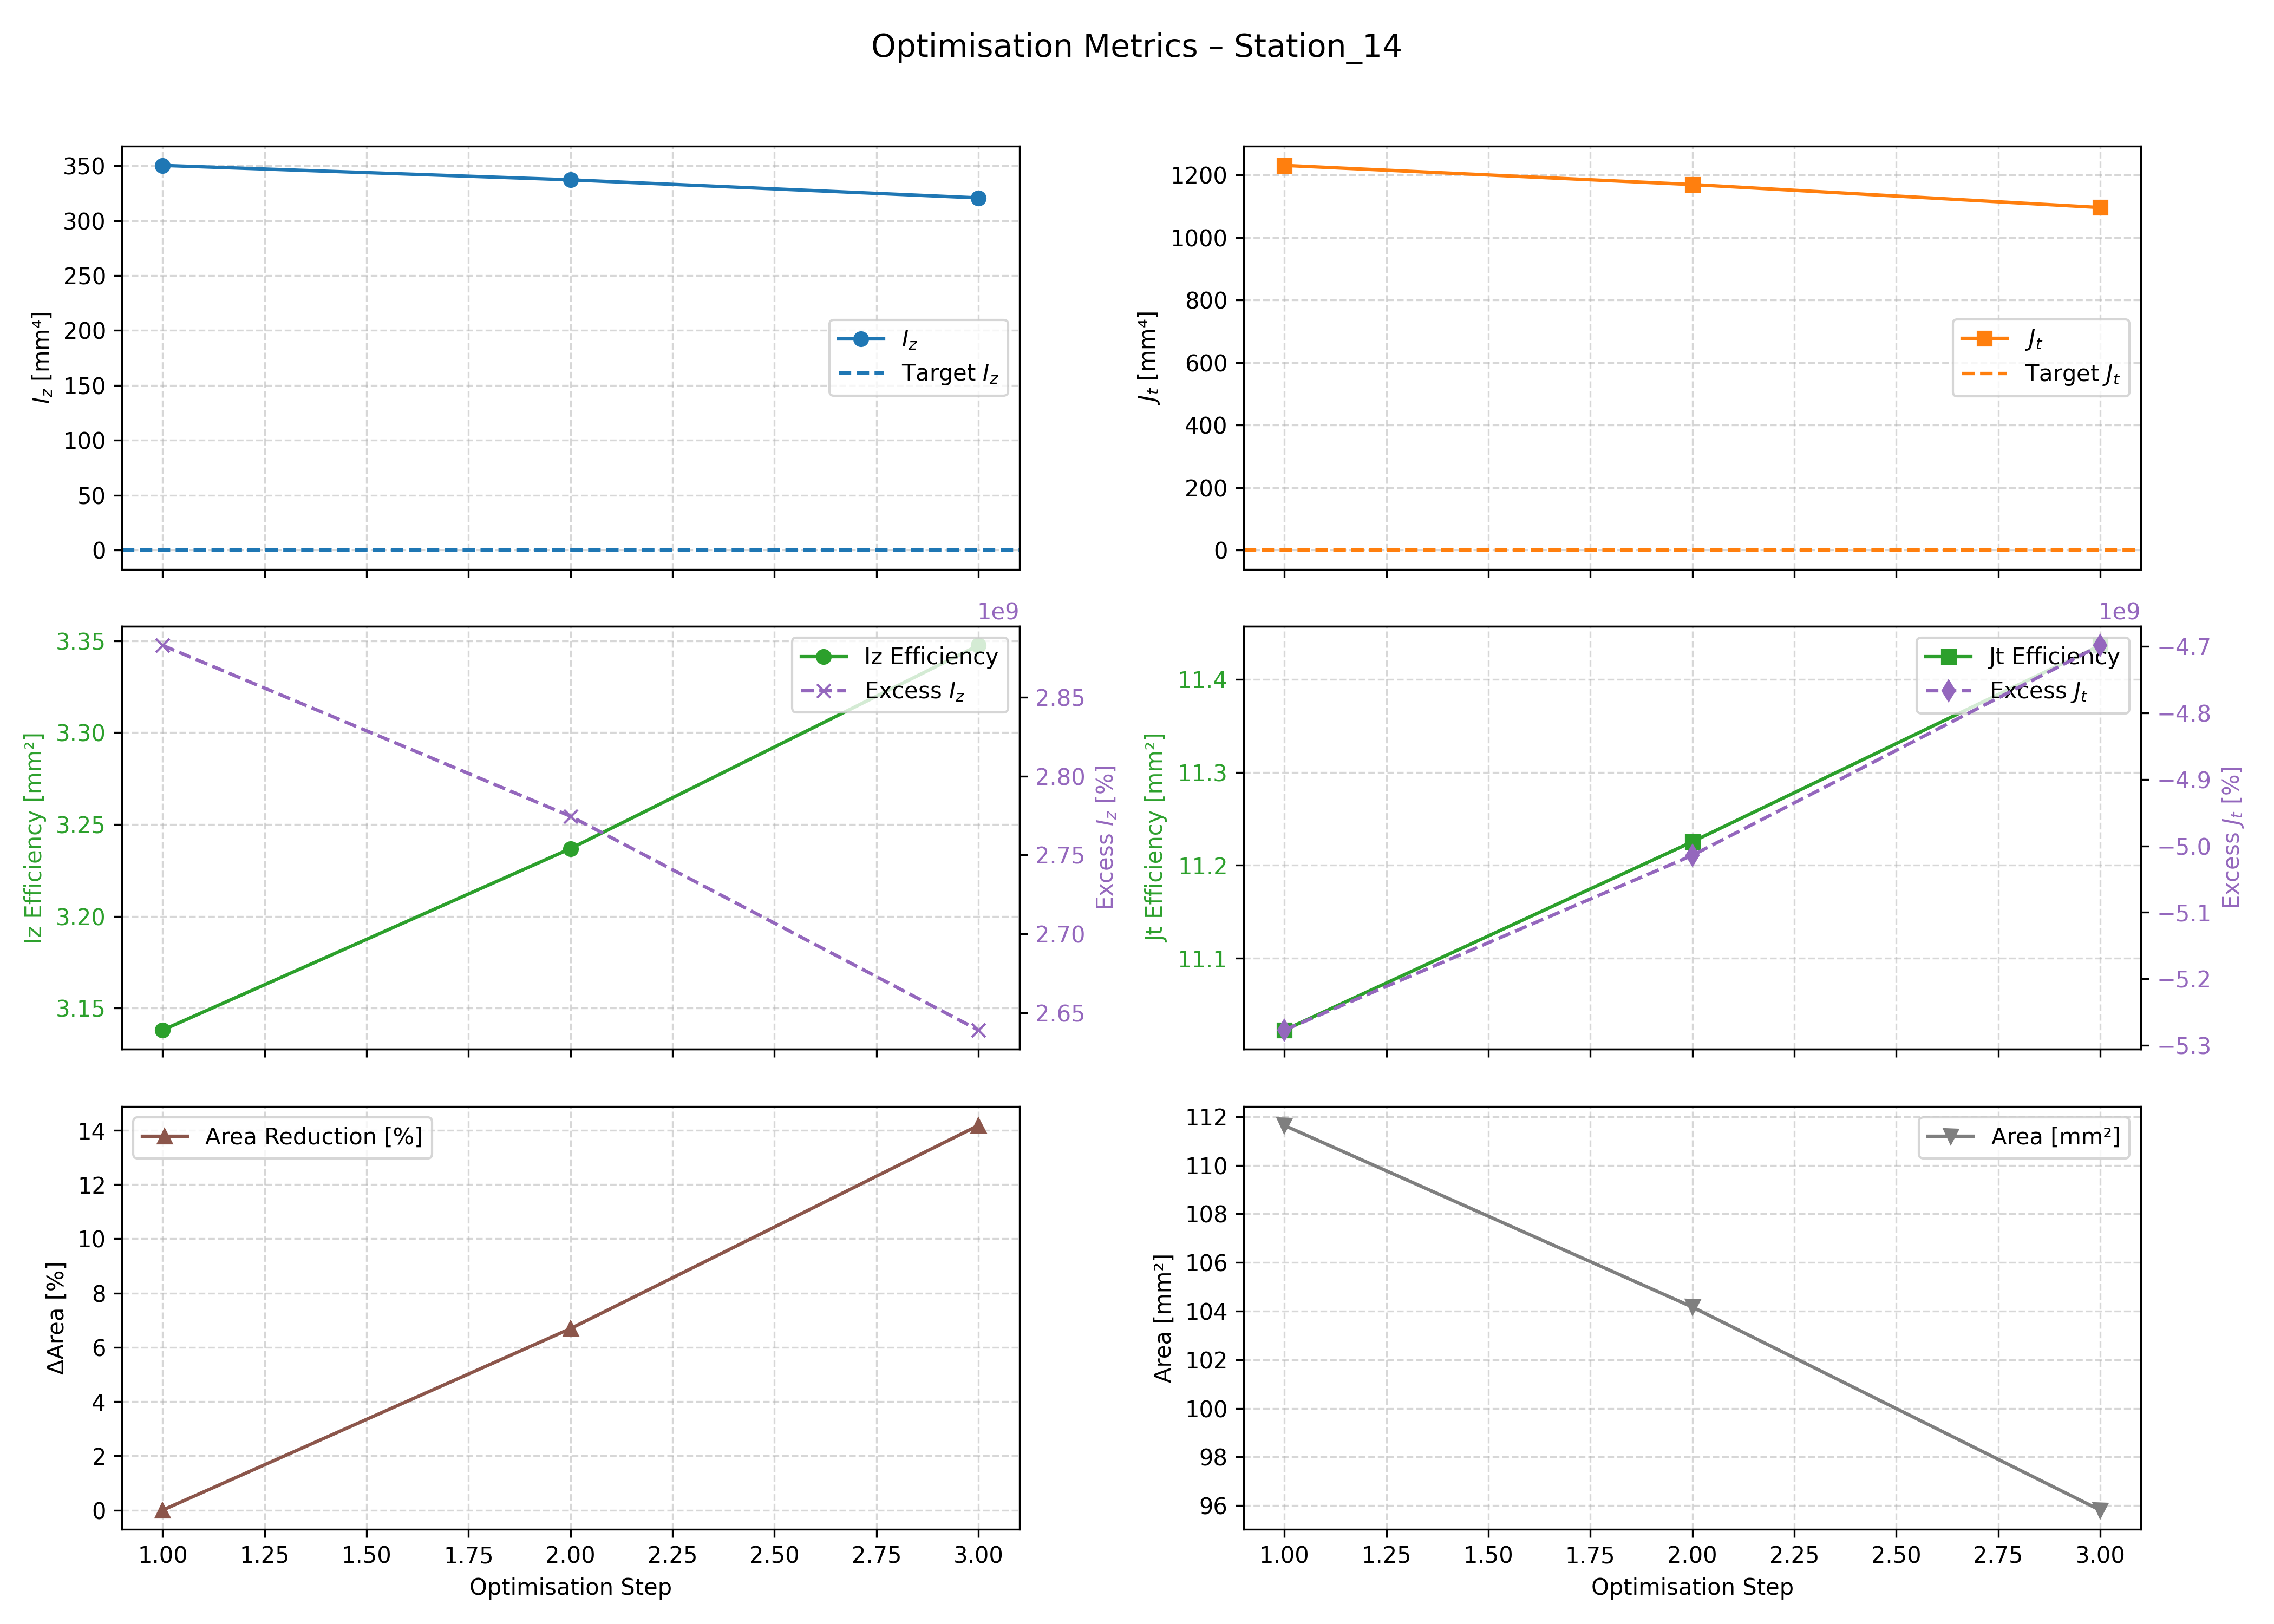 Optimisation Metrics – Station_14
350
300
250
200
150
100
50
0
I_z [mm⁴]
I_z
Target I_z
1200
1000
800
600
400
200
0
J_t [mm⁴]
J_t
Target J_t
3.35
3.30
3.25
3.20
3.15
Iz Efficiency [mm²]
Iz Efficiency
Excess I_z
1e9
2.85
2.80
2.75
2.70
2.65
Excess I_z [%]
11.4
11.3
11.2
11.1
Jt Efficiency [mm²]
Jt Efficiency
Excess J_t
1e9
−4.7
−4.8
−4.9
−5.0
−5.1
−5.2
−5.3
Excess J_t [%]
14
12
10
8
6
4
2
0
ΔArea [%]
Area Reduction [%]
1.00 1.25 1.50 1.75 2.00 2.25 2.50 2.75 3.00
Optimisation Step
112
110
108
106
104
102
100
98
96
Area [mm²]
Area [mm²]
1.00 1.25 1.50 1.75 2.00 2.25 2.50 2.75 3.00
Optimisation Step